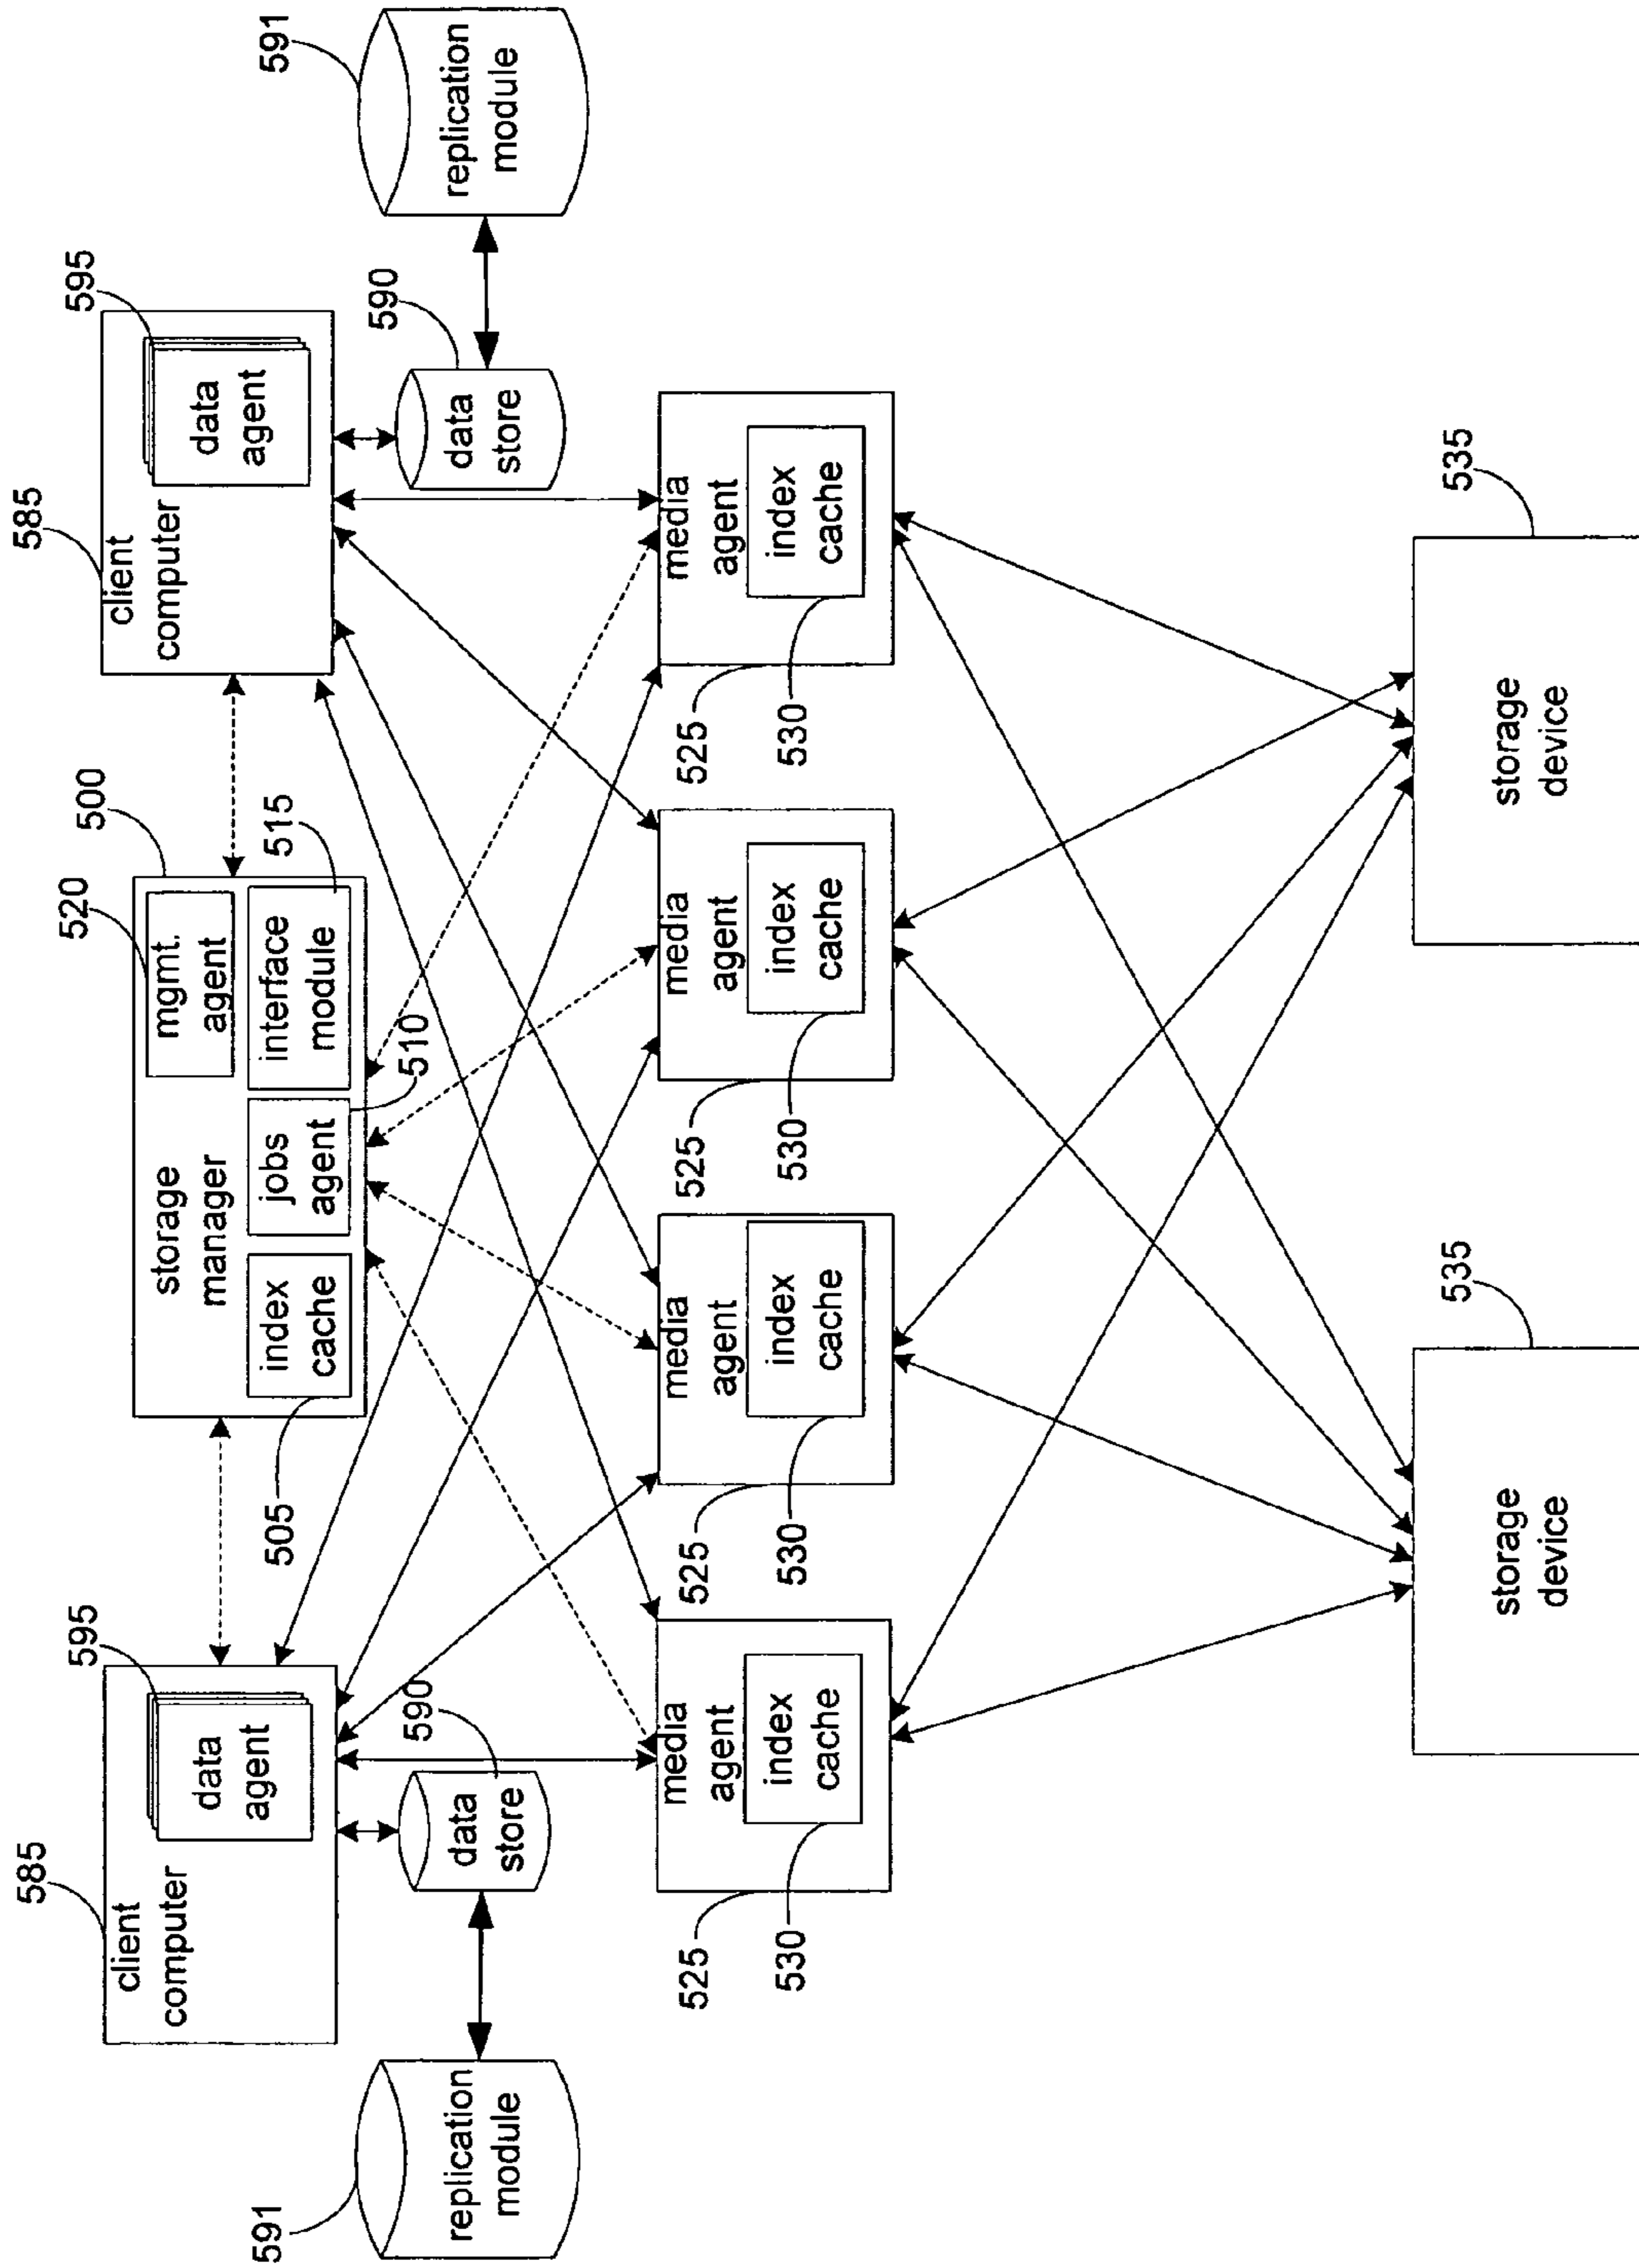 585
client
computer
595
data
agent
591
replication
module
590
data
store
500
storage
manager
520
mgmt.
agent
505
index
cache
510
jobs
agent
515
interface
module
585
client
computer
595
data
agent
590
data
store
591
replication
module
525
media
agent
530
index
cache
525
media
agent
530
index
cache
525
media
agent
530
index
cache
525
media
agent
530
index
cache
535
storage
device
535
storage
device